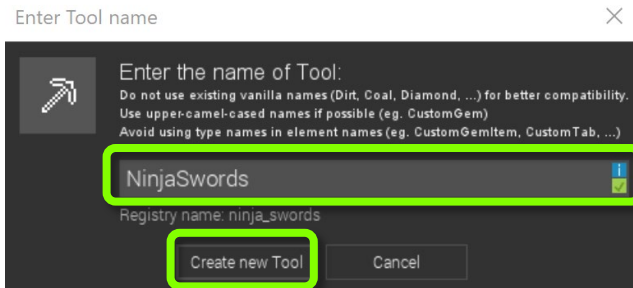 Enter Tool name
Enter the name of Tool:
Do not use existing vanilla names (Dirt, Coal, Diamond, ...) for better compatibility.
Use upper-camel-cased names if possible (eg. CustomGem)
Avoid using type names in element names (eg. CustomGemItem, CustomTab, ...)
NinjaSwords
Registry name: ninja_swords
Create new Tool Cancel